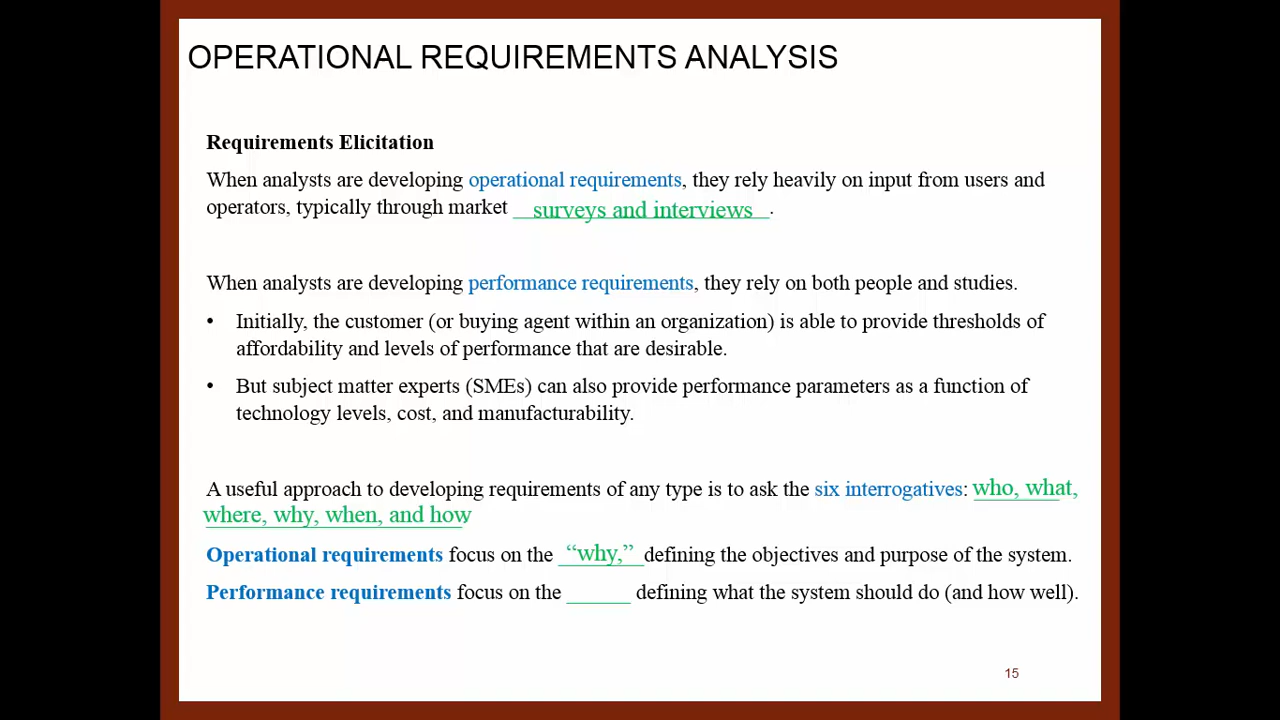 OPERATIONAL REQUIREMENTS ANALYSIS
Requirements Elicitation
When analysts are developing operational requirements, they rely heavily on input from users and
operators, typically through market surveys and interviews.
When analysts are developing performance requirements, they rely on both people and studies.
• Initially, the customer (or buying agent within an organization) is able to provide thresholds of
affordability and levels of performance that are desirable.
• But subject matter experts (SMEs) can also provide performance parameters as a function of
technology levels, cost, and manufacturability.
A useful approach to developing requirements of any type is to ask the six interrogatives: who, what,
where, why, when, and how
Operational requirements focus on the “why,” defining the objectives and purpose of the system.
Performance requirements focus on the ______ defining what the system should do (and how well).
15